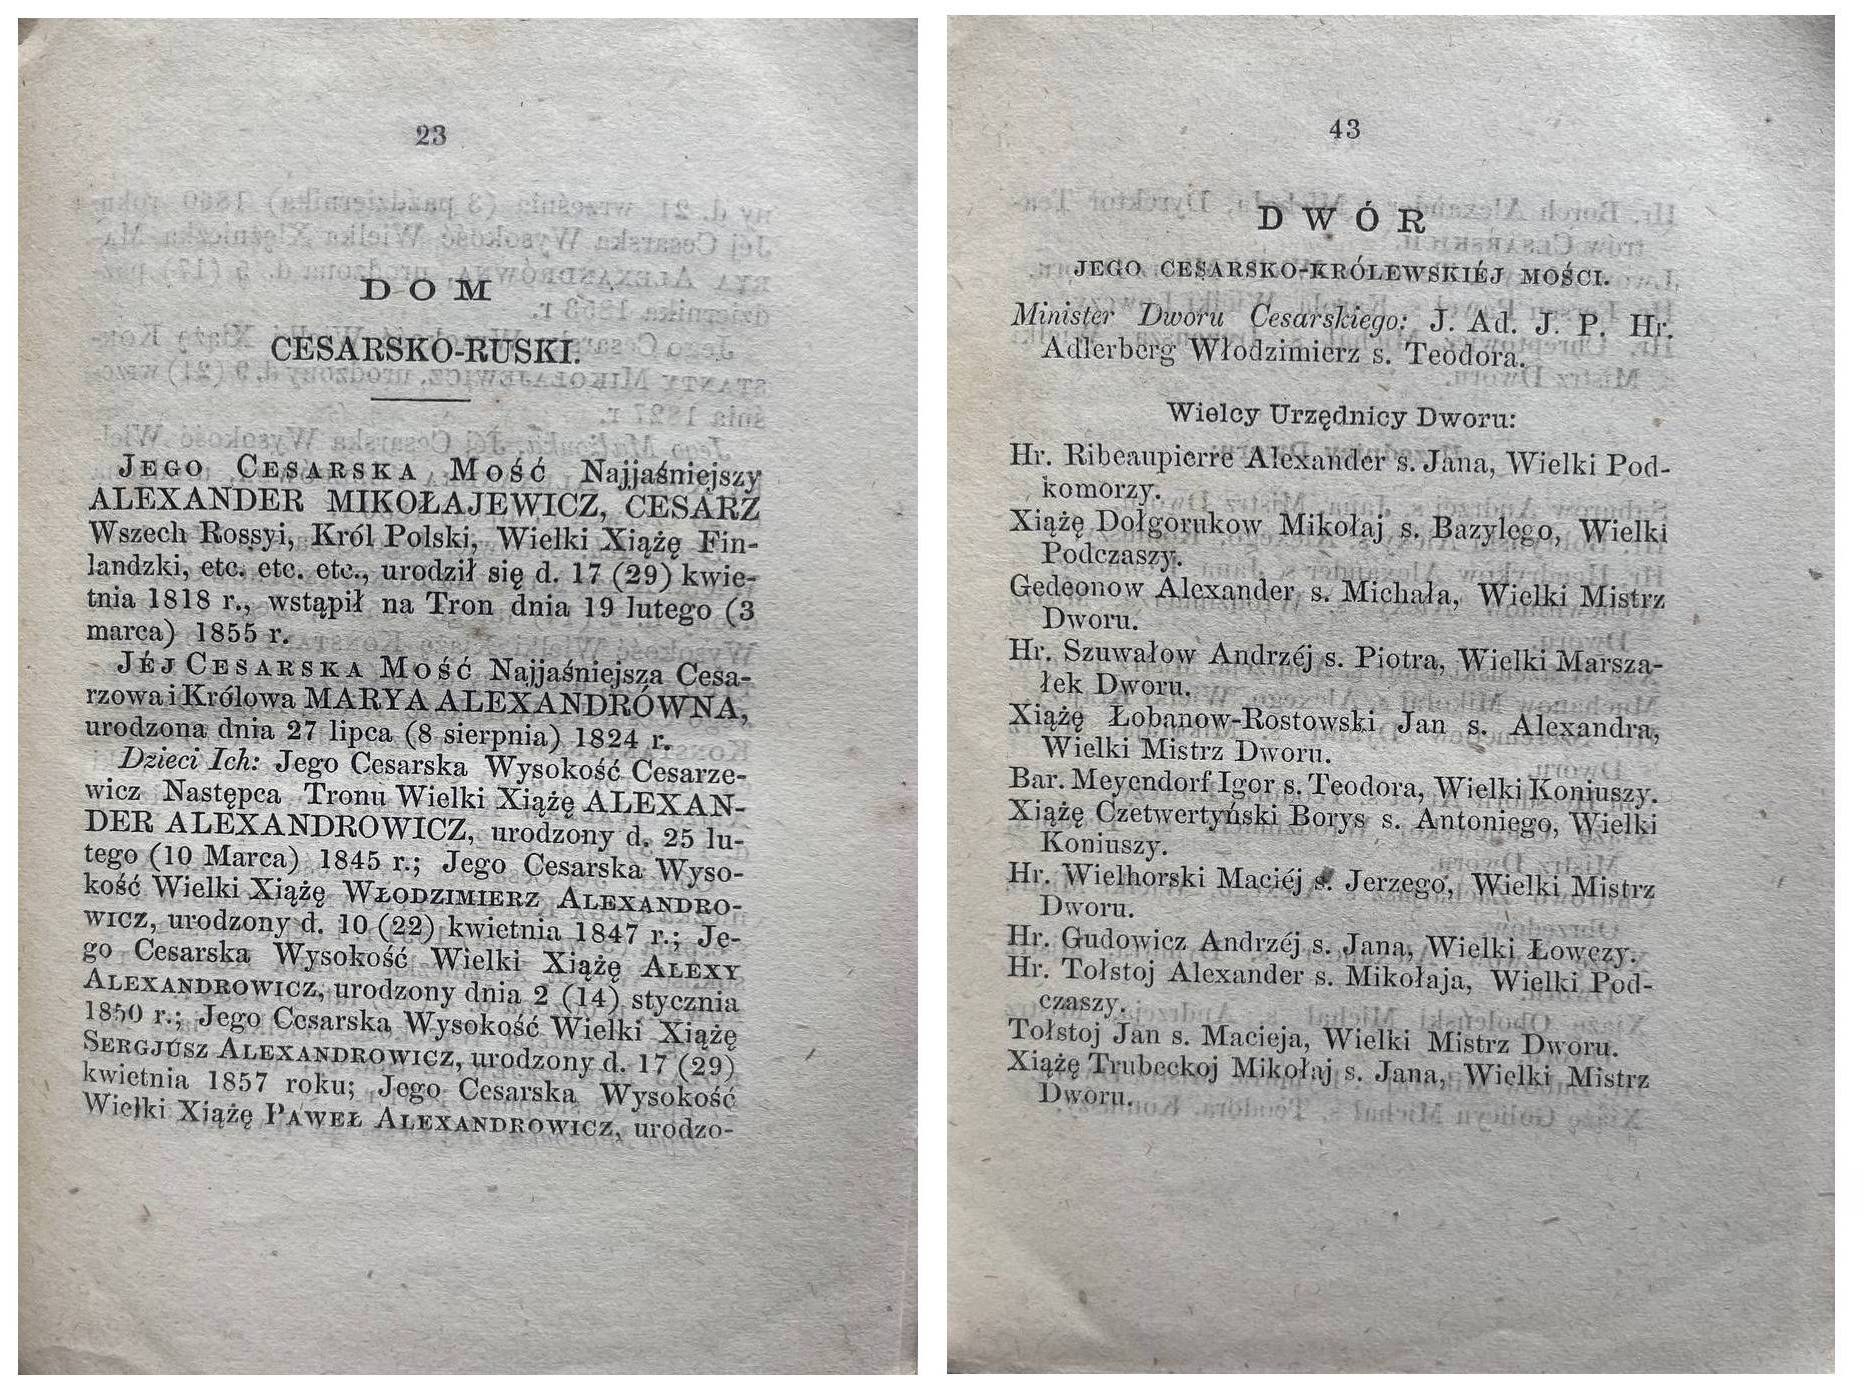 23
DOM
CESARSKO-RUSKI.
JEGO CESARSKA MOŚĆ Najjaśniejszy
ALEXANDER MIKOŁAJEWICZ, CESARZ
Wszech Rossyi, Król Polski, Wielki Xiążę Fin-
landzki, etc. etc. etc., urodził się d. 17 (29) kwie-
tnia 1818 r., wstąpił na Tron dnia 19 lutego (3
marca) 1855 r.
JÉJ CESARSKA MOŚĆ Najjaśniejsza Cesa-
rzowa i Królowa MARYA ALEXANDRÓWNA,
urodzona dnia 27 lipca (8 sierpnia) 1824 r.
Dzieci Ich: Jego Cesarska Wysokość Cesarze-
wicz Następca Tronu Wielki Xiążę ALEXAN-
DER ALEXANDROWICZ, urodzony d. 25 lu-
tego (10 Marca) 1845 r.; Jego Cesarska Wyso-
kość Wielki Xiążę WŁODZIMIERZ ALEXANDRO-
WICZ, urodzony d. 10 (22) kwietnia 1847 r.; Je-
go Cesarska Wysokość Wielki Xiążę ALEXY
ALEXANDROWICZ, urodzony dnia 2 (14) stycznia
1850 r.; Jego Cesarska Wysokość Wielki Xiążę
SERGJUSZ ALEXANDROWICZ, urodzony d. 17 (29)
kwietnia 1857 roku; Jego Cesarska Wysokość
Wielki Xiążę PAWEŁ ALEXANDROWICZ, urodzo-
43
DWÓR
JEGO CESARSKO-KRÓLEWSKIÉJ MOŚCI.
Minister Dworu Cesarskiego: J. Ad. J. P. Hr.
Adlerberg Włodzimierz s. Teodora.
Wielcy Urzędnicy Dworu:
Hr. Ribeaupierre Alexander s. Jana, Wielki Pod-
komorzy.
Xiążę Dołgorukow Mikołaj s. Bazylego, Wielki
Podczaszy.
Gedeonow Alexander s. Michała, Wielki Mistrz
Dworu.
Hr. Szuwałow Andrzéj s. Piotra, Wielki Marsza-
łek Dworu.
Xiążę Łobanow-Rostowski Jan s. Alexandra,
Wielki Mistrz Dworu.
Bar. Meyendorf Igor s. Teodora, Wielki Koniuszy.
Xiążę Czetwertyński Borys s. Antoniego, Wielki
Koniuszy.
Hr. Wielhorski Maciéj s. Jerzego, Wielki Mistrz
Dworu.
Hr. Gudowicz Andrzéj s. Jana, Wielki Łowczy.
Hr. Tołstoj Alexander s. Mikołaja, Wielki Pod-
czaszy.
Tołstoj Jan s. Macieja, Wielki Mistrz Dworu.
Xiążę Trubeckoj Mikołaj s. Jana, Wielki Mistrz
Dworu.